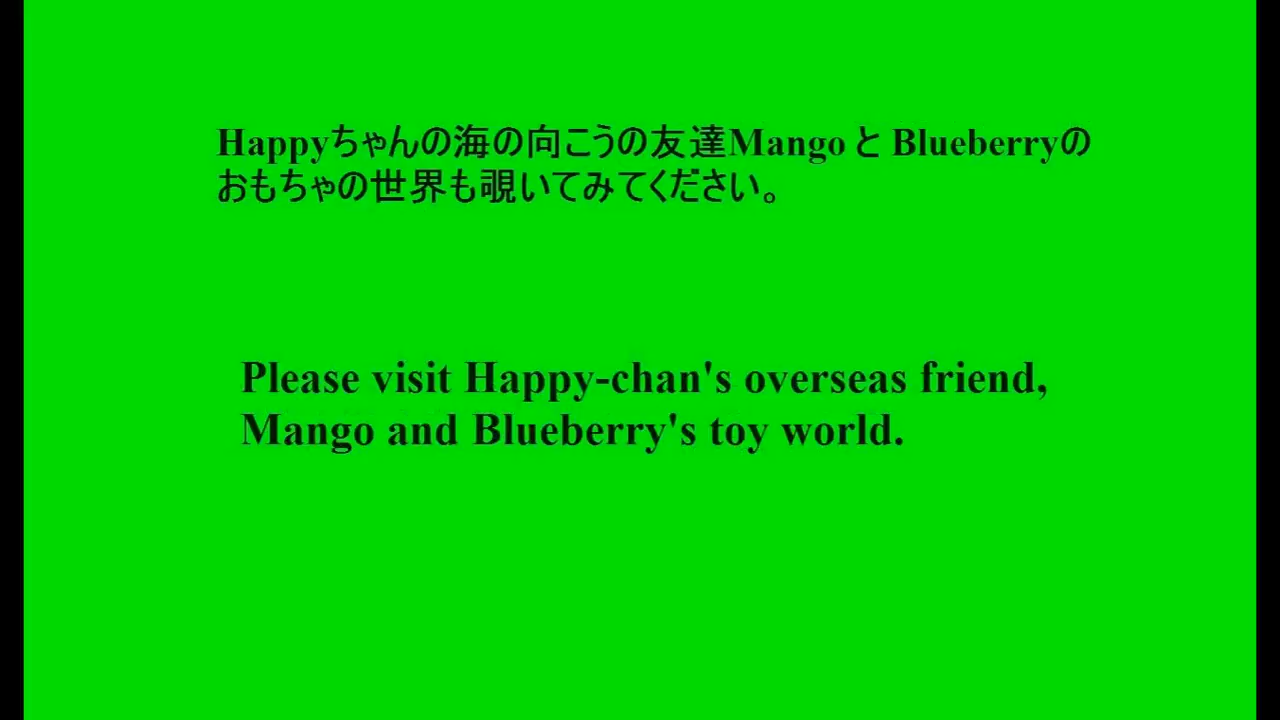 Happyちゃんの海の向こうの友達Mango と Blueberryの
おもちゃの世界も覗いてみてください。
Please visit Happy-chan's overseas friend,
Mango and Blueberry's toy world.